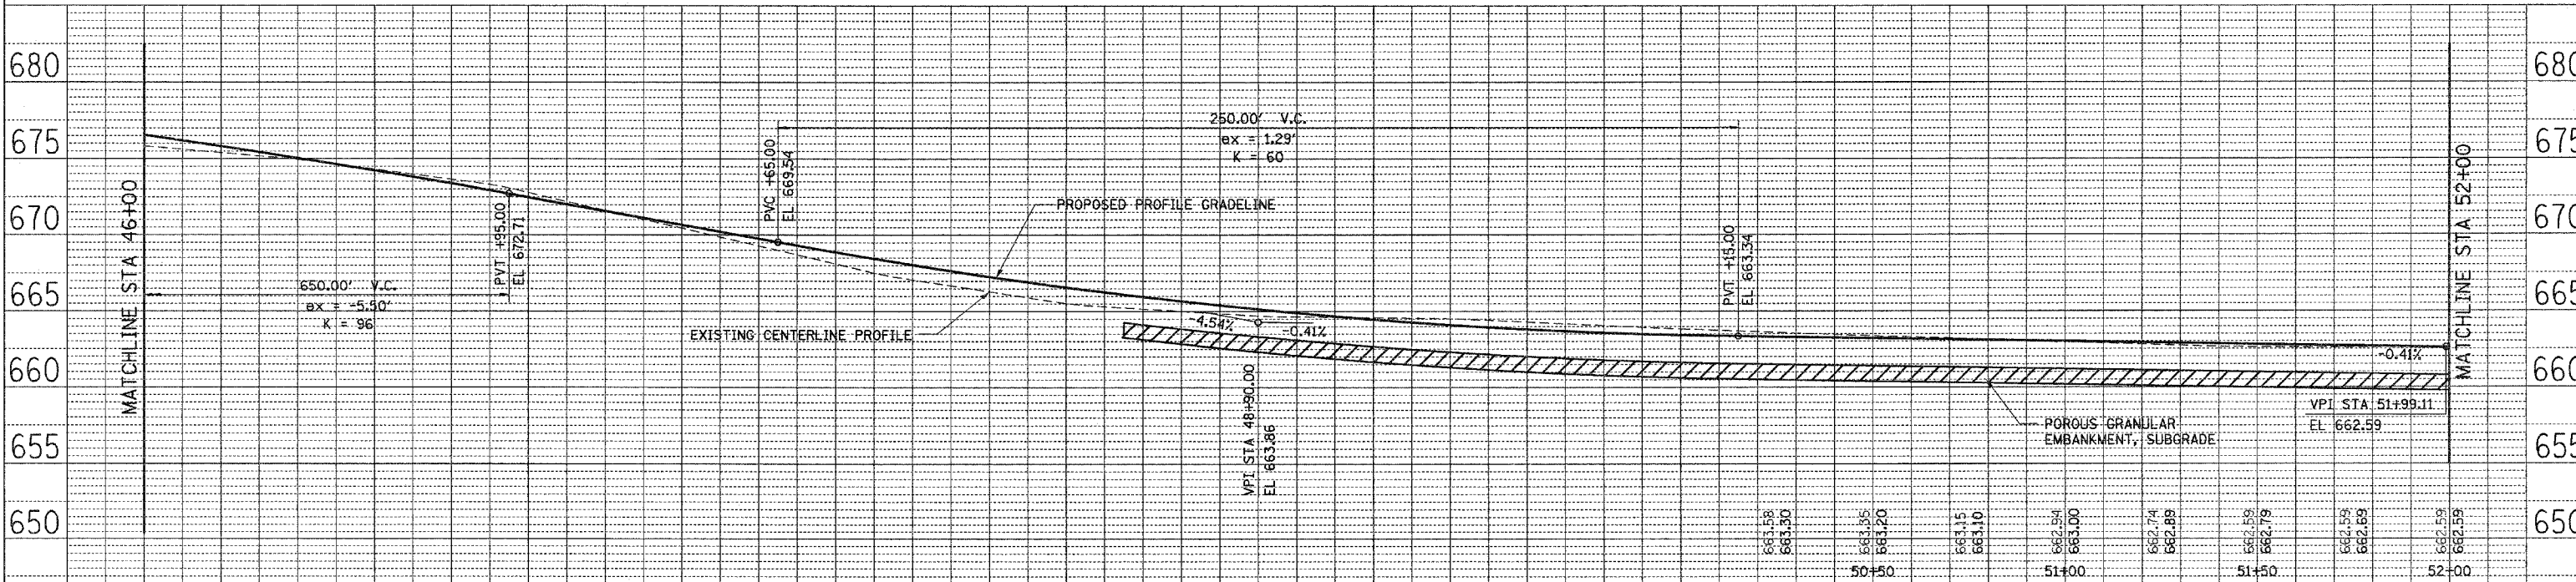 680
675
670
665
660
655
650
MATCHLINE STA 46+00
650.00' V.C.
ex = -5.50'
K = 96
PVT +95.00
EL 672.71
PVC +65.00
EL 669.54
250.00' V.C.
ex = 1.29'
K = 60
PROPOSED PROFILE GRADELINE
EXISTING CENTERLINE PROFILE
-4.54%
-0.41%
VPI STA 48+90.00
EL 663.86
PVT +15.00
EL 663.34
POROUS GRANULAR
EMBANKMENT, SUBGRADE
-0.41%
VPI STA 51+99.11
EL 662.59
MATCHLINE STA 52+00
663.58
663.30
663.35
663.20
663.15
663.10
662.94
663.00
662.74
662.89
662.59
662.79
662.59
662.69
662.59
662.59
50+50
51+00
51+50
52+00
680
675
670
665
660
655
650